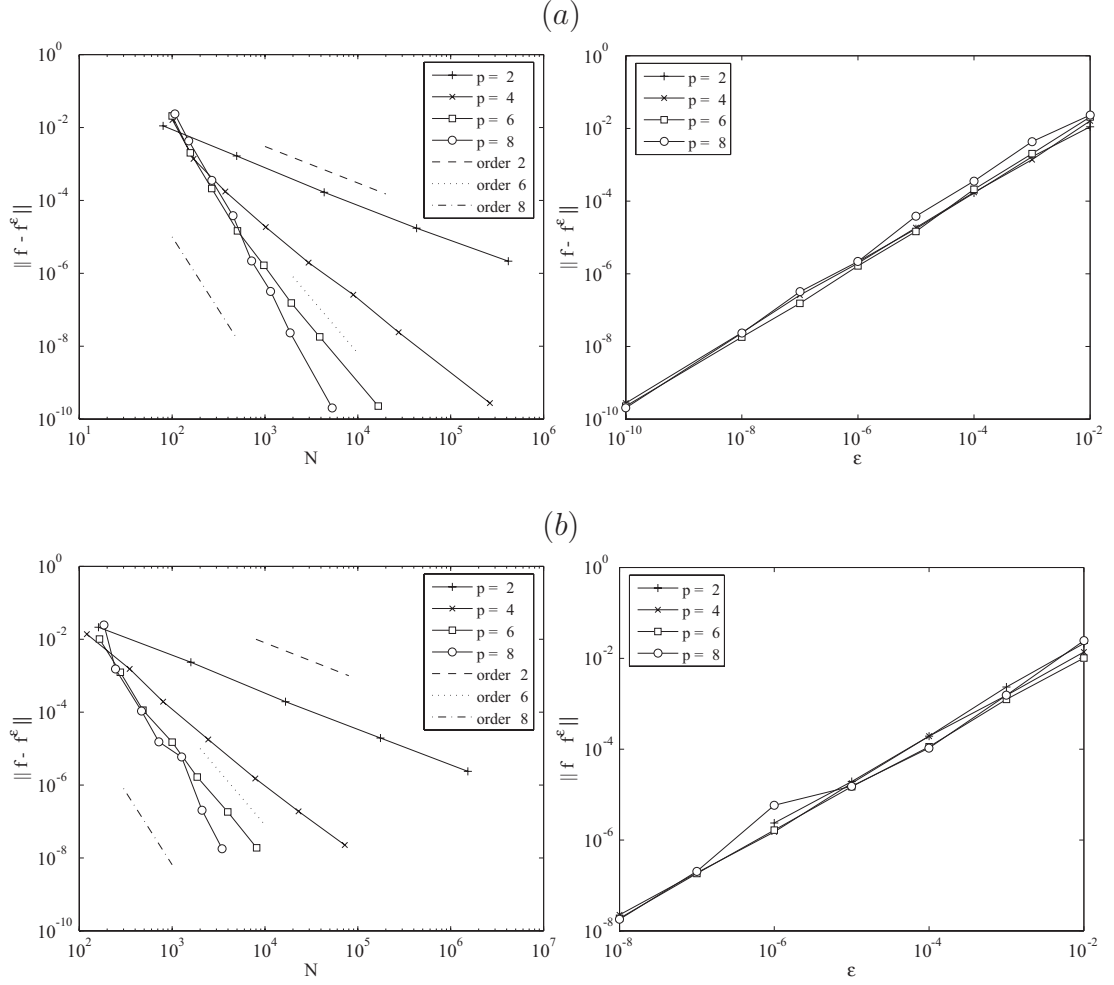 (a)
10^0
10^-2
10^-4
10^-6
10^-8
10^-10
|| f - f^ε ||
10^1 10^2 10^3 10^4 10^5 10^6
N
p = 2
p = 4
p = 6
p = 8
order 2
order 6
order 8
10^0
10^-2
10^-4
10^-6
10^-8
10^-10
|| f - f^ε ||
10^-10 10^-8 10^-6 10^-4 10^-2
ε
p = 2
p = 4
p = 6
p = 8
(b)
10^0
10^-2
10^-4
10^-6
10^-8
10^-10
|| f - f^ε ||
10^2 10^3 10^4 10^5 10^6 10^7
N
p = 2
p = 4
p = 6
p = 8
order 2
order 6
order 8
10^0
10^-2
10^-4
10^-6
10^-8
|| f - f^ε ||
10^-8 10^-6 10^-4 10^-2
ε
p = 2
p = 4
p = 6
p = 8